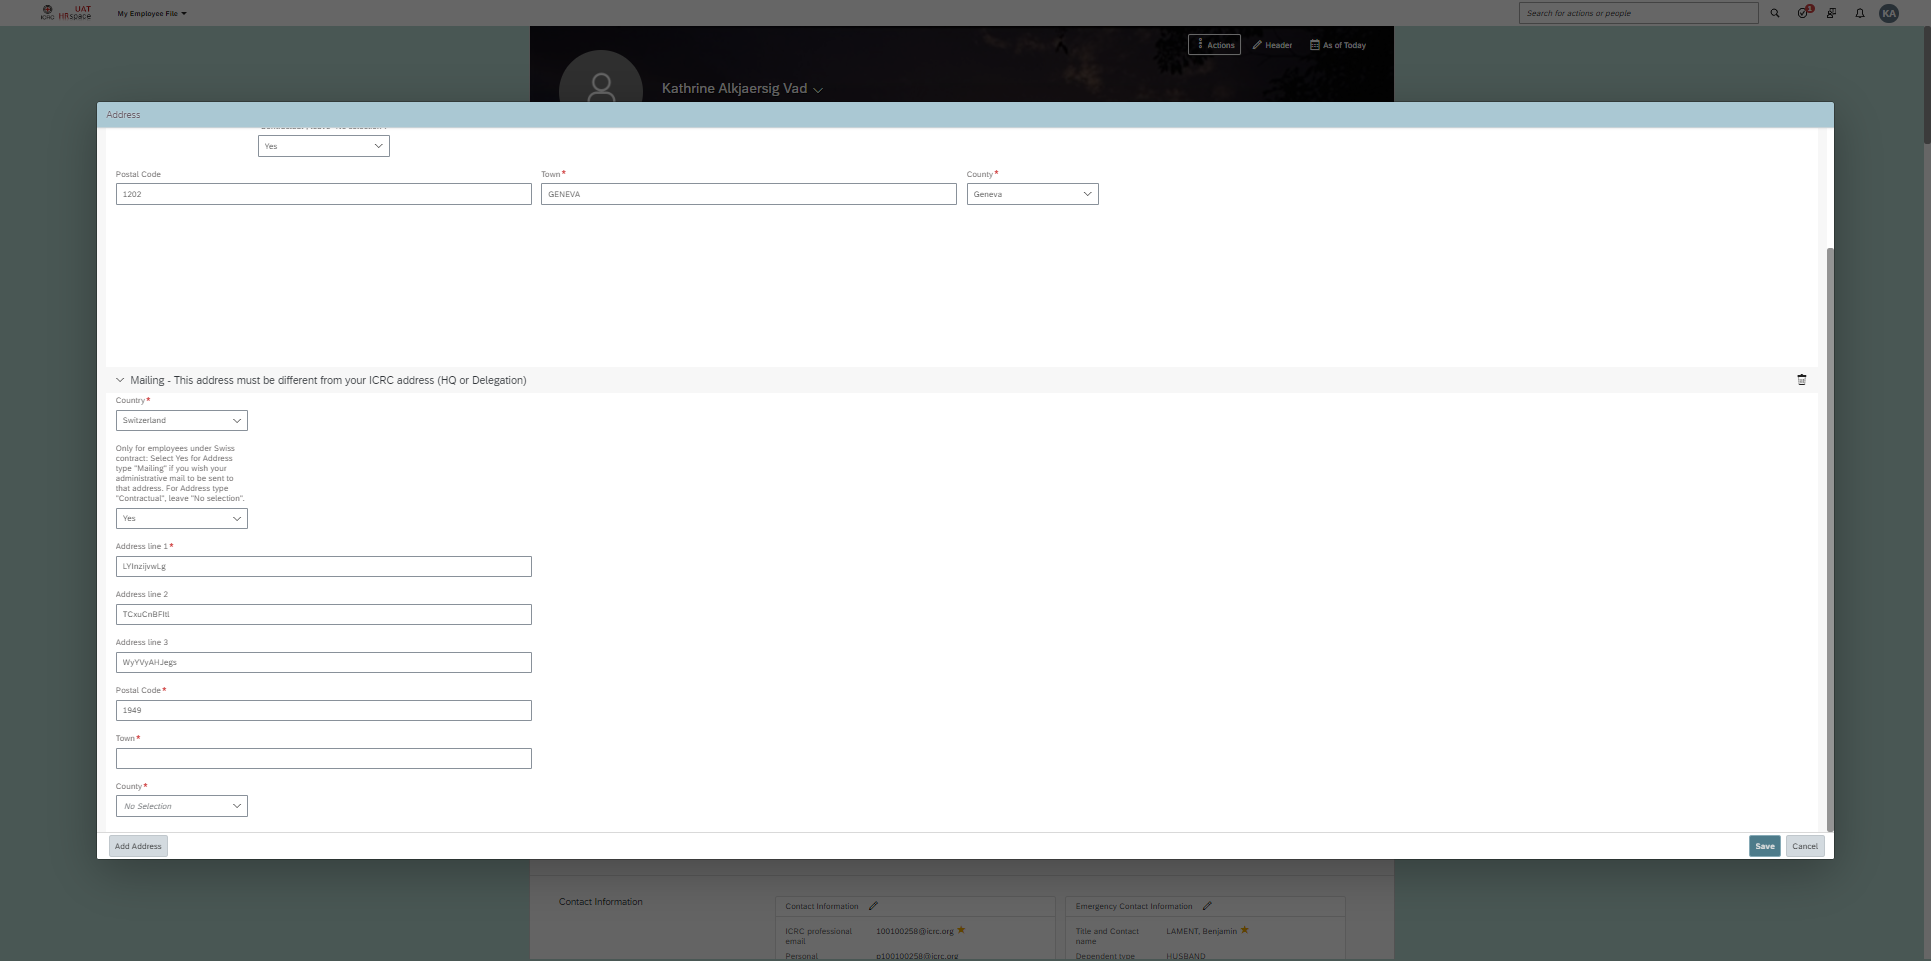 ICRC
UAT
HRspace
My Employee File
Search for actions or people
1
KA
Actions
Header
As of Today
Kathrine Alkjaersig Vad
Address
Yes
Postal Code
Town*
County*
1202
GENEVA
Geneva
Mailing - This address must be different from your ICRC address (HQ or Delegation)
Country*
Switzerland
Only for employees under Swiss
contract: Select Yes for Address
type "Mailing" if you wish your
administrative mail to be sent to
that address. For Address type
"Contractual", leave "No selection".
Yes
Address line 1*
LYInzijvwLg
Address line 2
TCxuCnBFItl
Address line 3
WyYVyAHJegs
Postal Code*
1949
Town*
County*
No Selection
Add Address
Save
Cancel
Contact Information
Contact Information
Emergency Contact Information
ICRC professional
email
100100258@icrc.org
Title and Contact
name
LAMENT, Benjamin
Personal
p100100258@icrc.org
Dependent type
HUSBAND